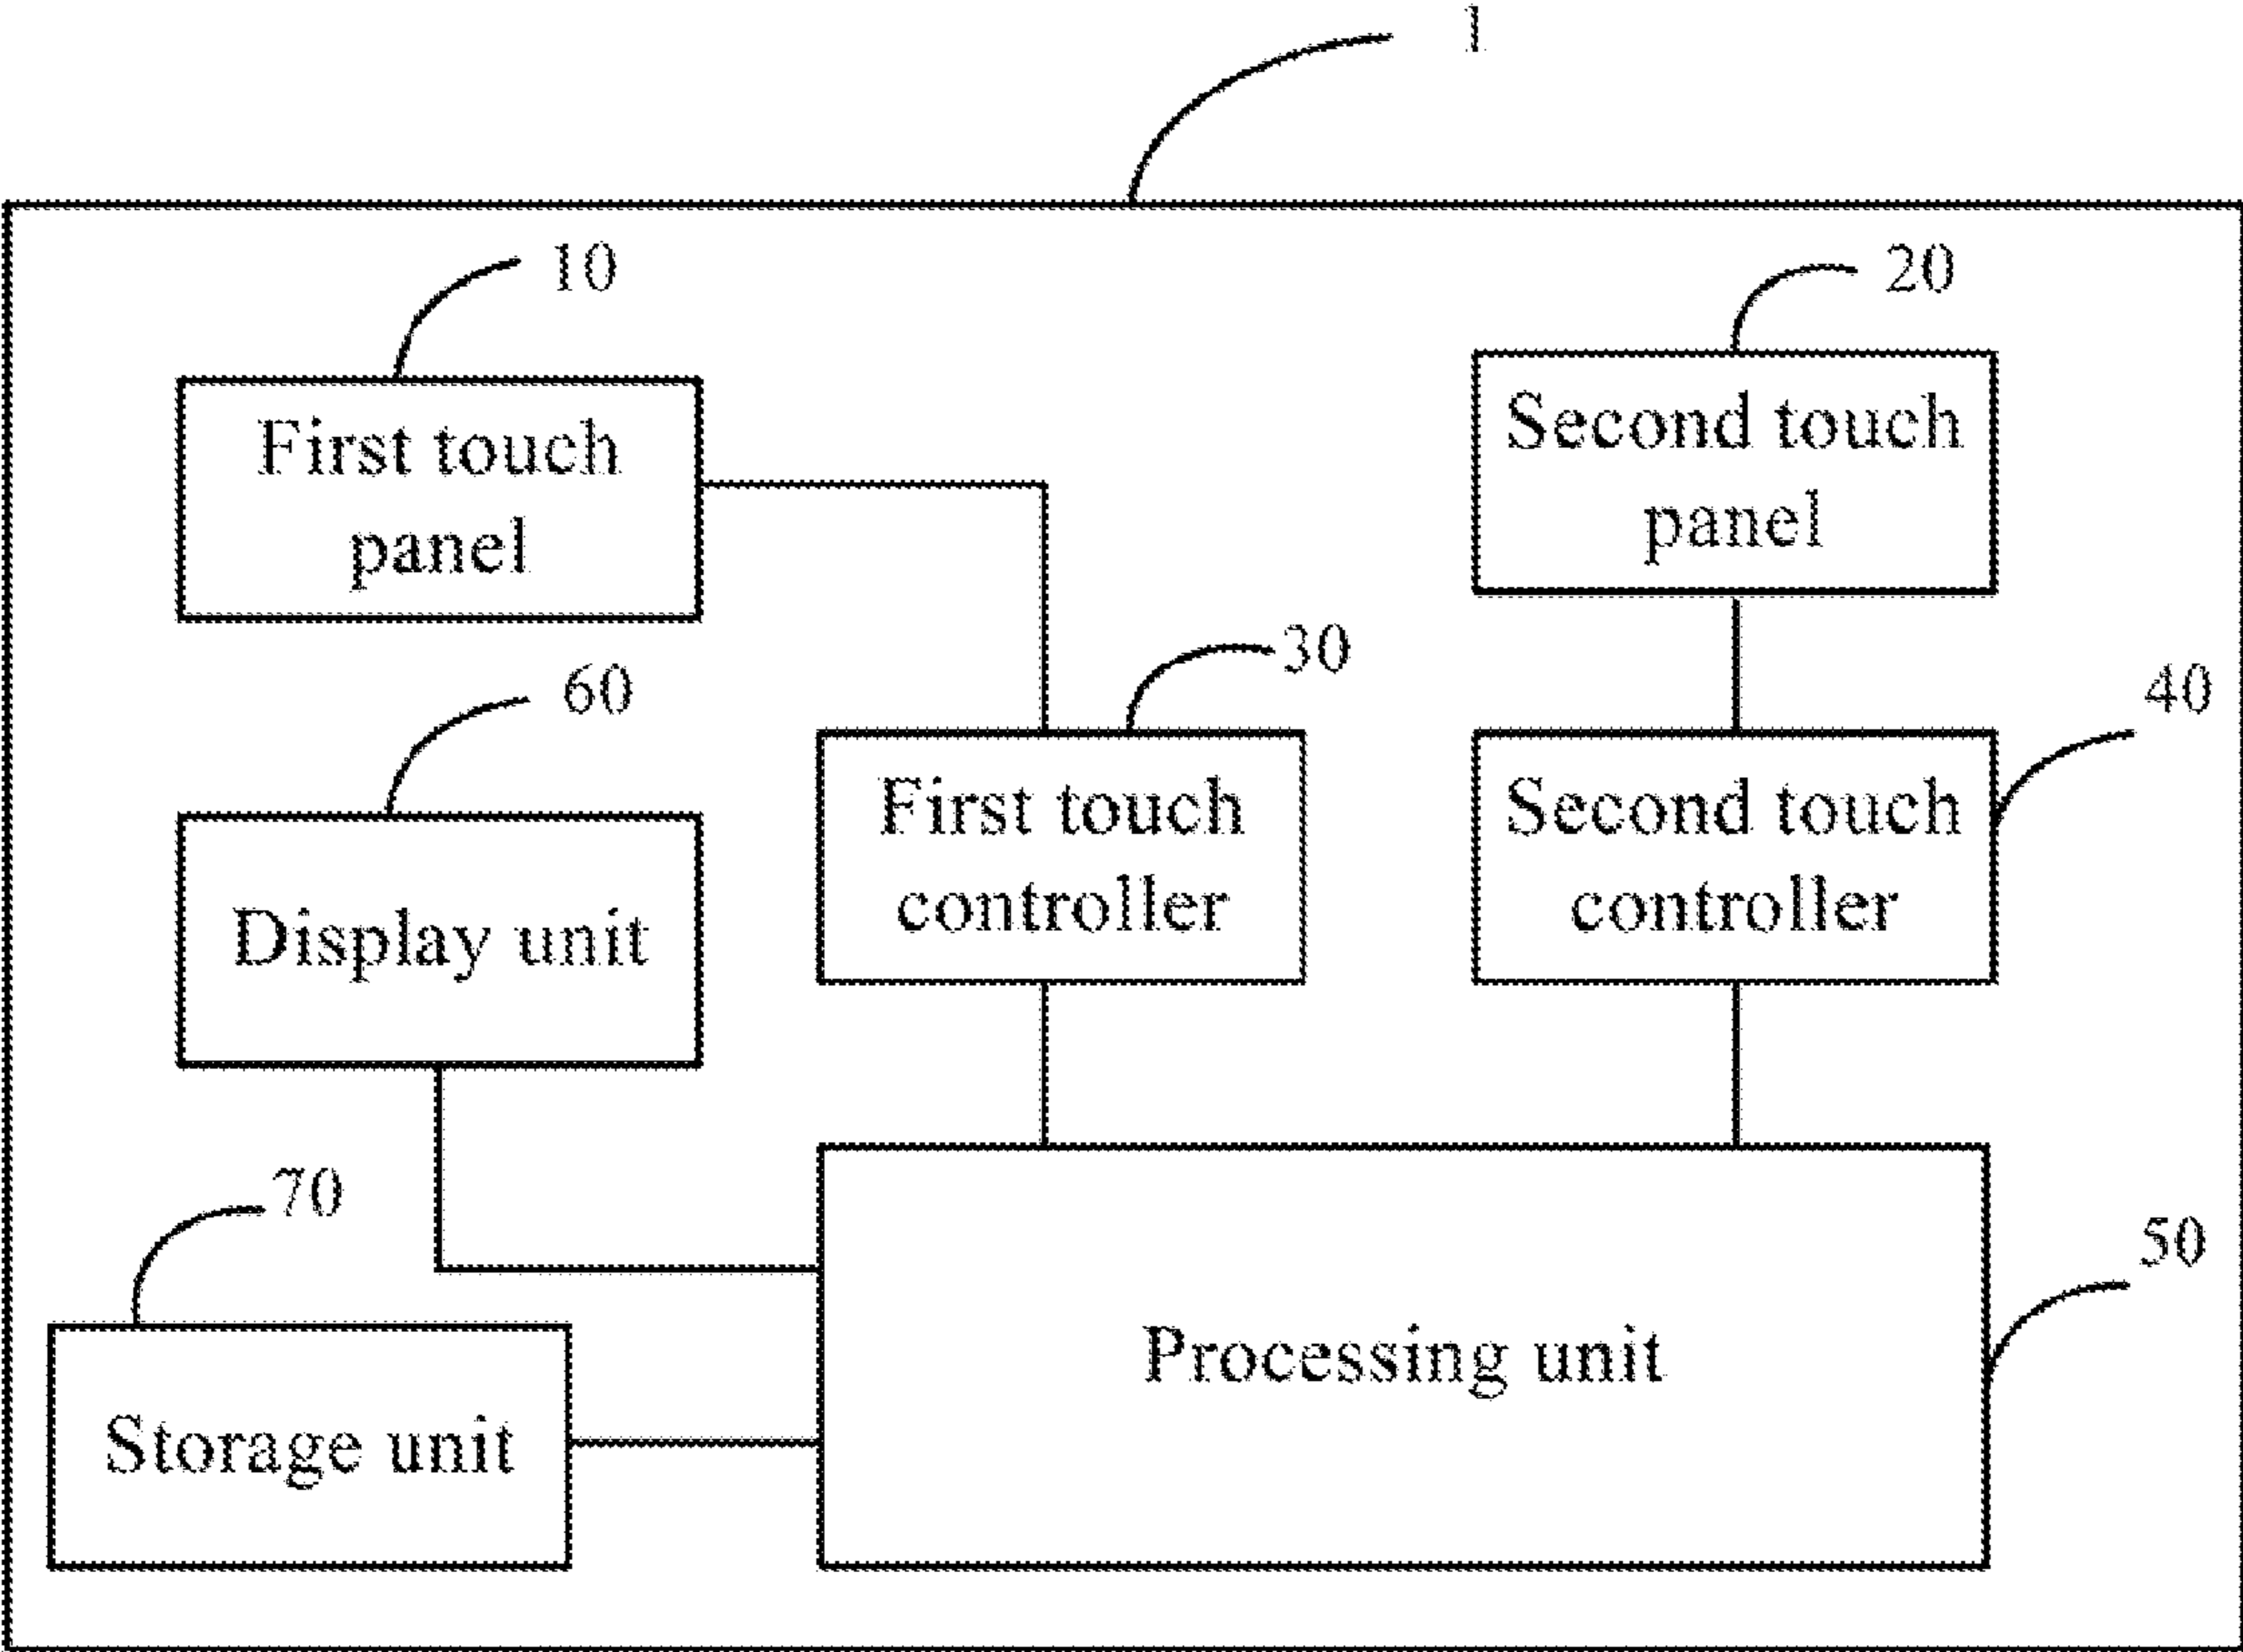 1
10
20
First touch
panel
Second touch
panel
30
60
40
First touch
controller
Second touch
controller
Display unit
70
50
Processing unit
Storage unit